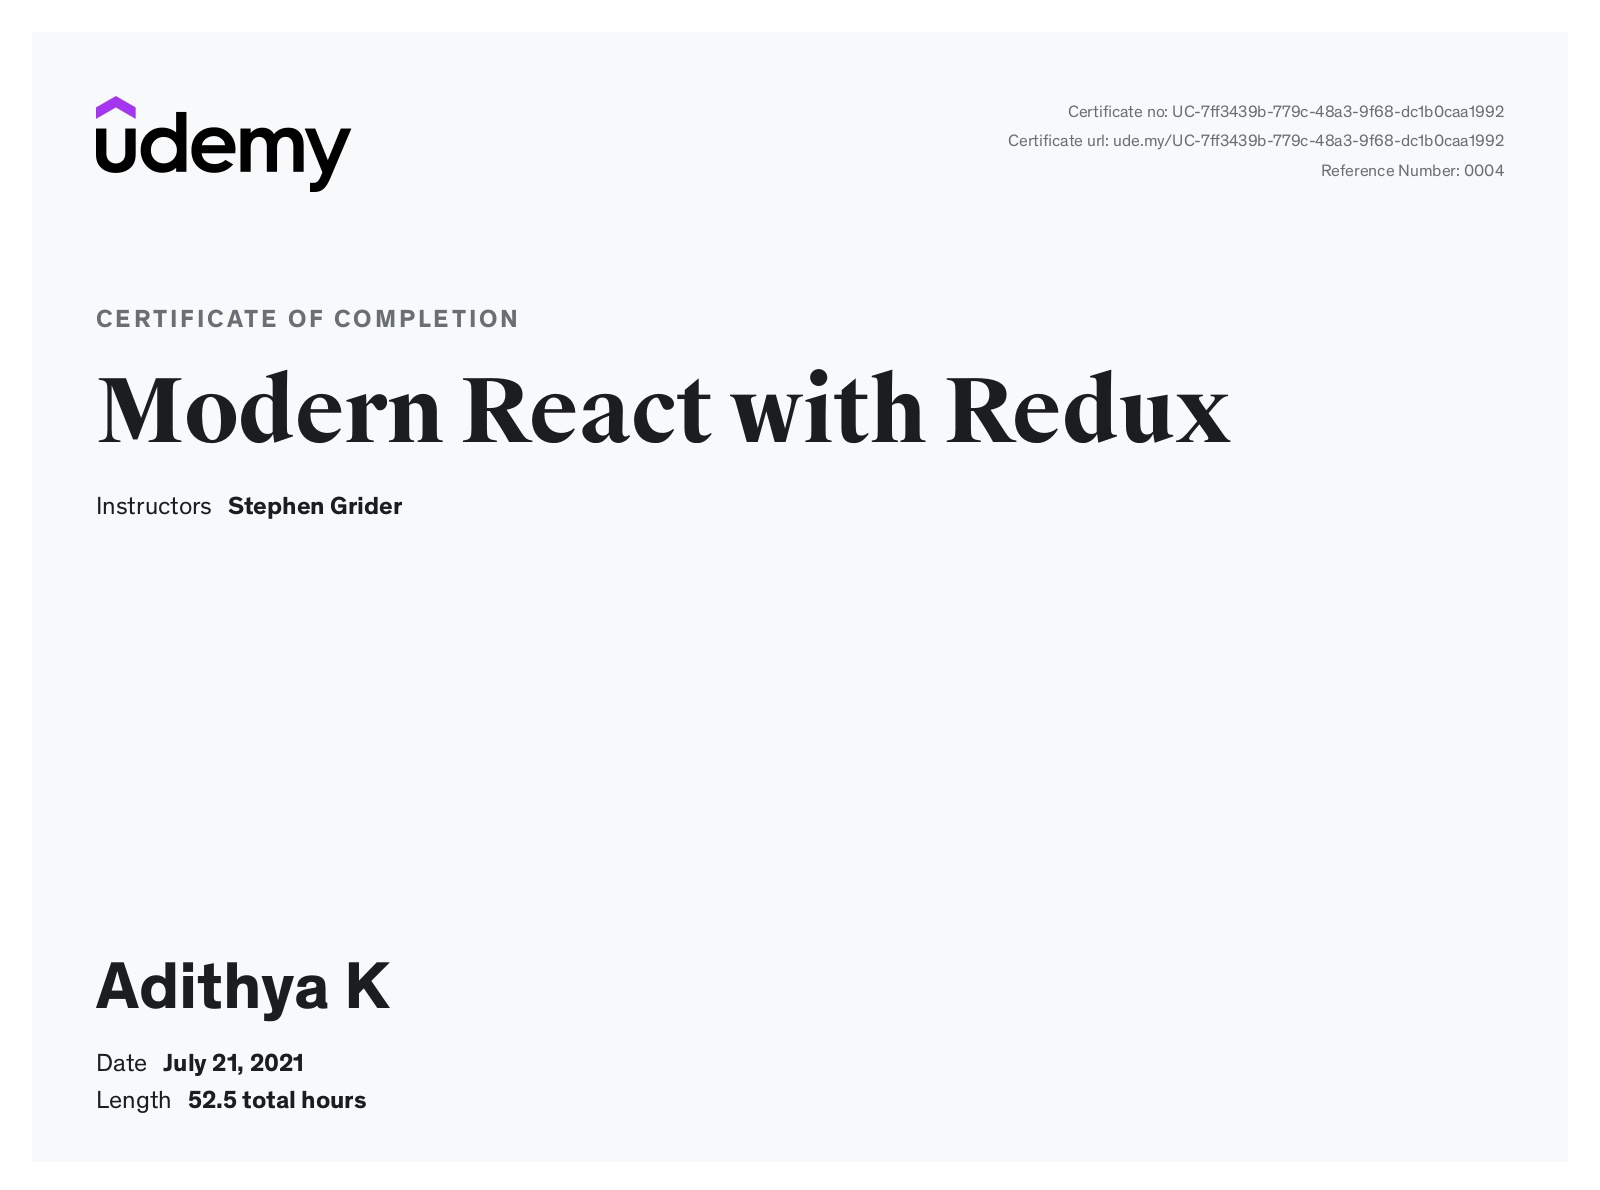 udemy
Certificate no: UC-7ff3439b-779c-48a3-9f68-dc1b0caa1992
Certificate url: ude.my/UC-7ff3439b-779c-48a3-9f68-dc1b0caa1992
Reference Number: 0004
CERTIFICATE OF COMPLETION
Modern React with Redux
Instructors Stephen Grider
Adithya K
Date July 21, 2021
Length 52.5 total hours